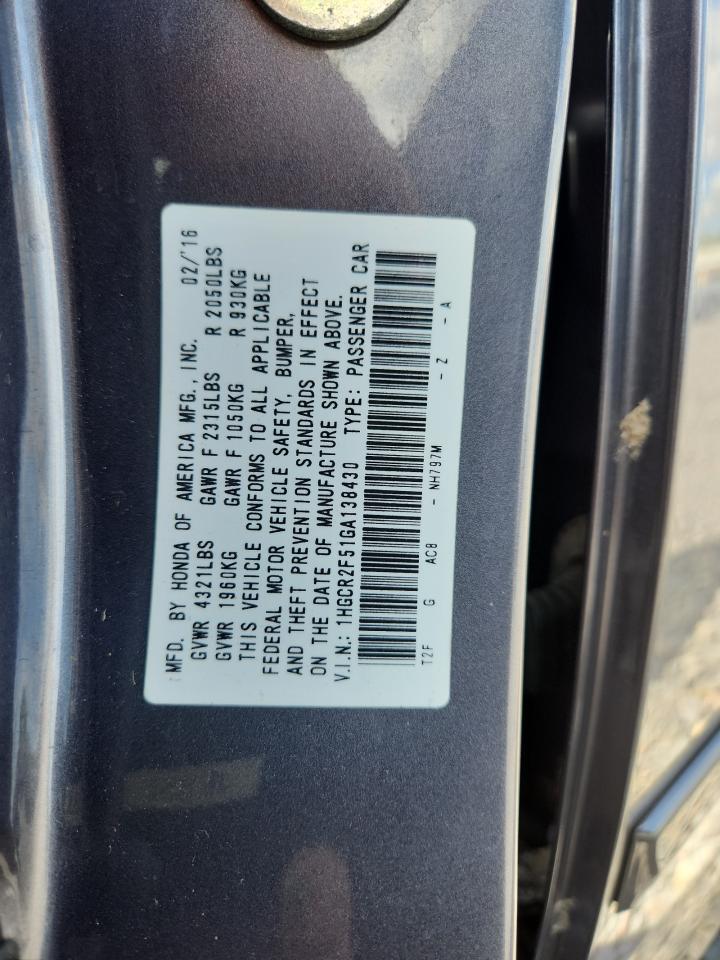 MFD. BY HONDA OF AMERICA MFG., INC. 02/'16
GVWR 4321LBS GAWR F 2315LBS R 2050LBS
GVWR 1960KG GAWR F 1050KG R 930KG
THIS VEHICLE CONFORMS TO ALL APPLICABLE
FEDERAL MOTOR VEHICLE SAFETY, BUMPER,
AND THEFT PREVENTION STANDARDS IN EFFECT
ON THE DATE OF MANUFACTURE SHOWN ABOVE.
V.I.N.: 1HGCR2F51GA138430 TYPE: PASSENGER CAR
T2F G AC8 - NH797M - Z - A